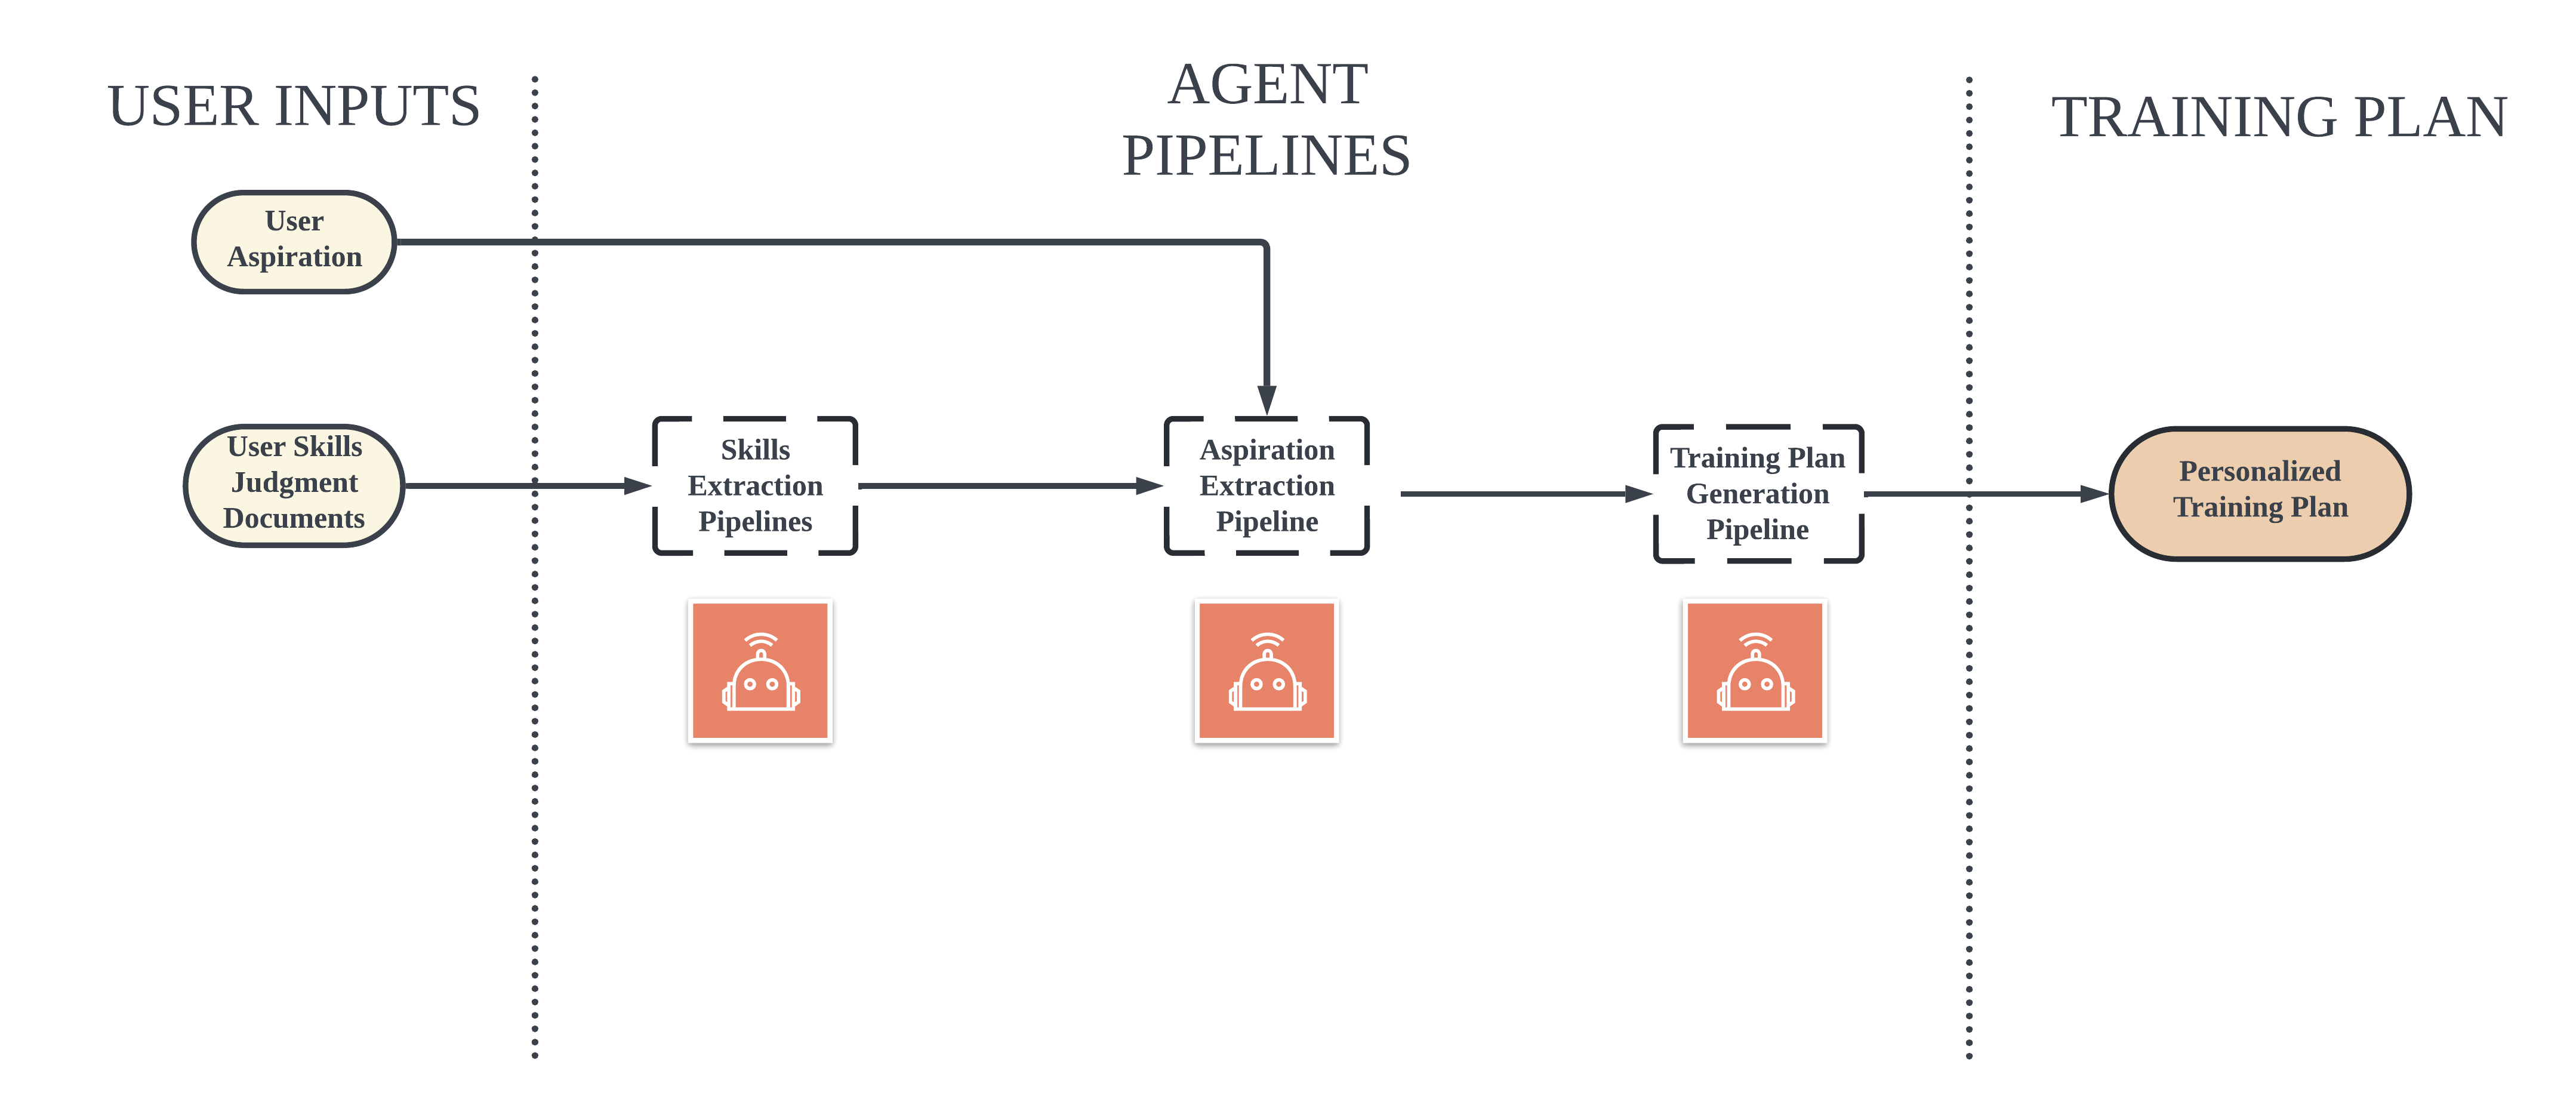 USER INPUTS
AGENT
PIPELINES
TRAINING PLAN
User
Aspiration
User Skills
Judgment
Documents
Skills
Extraction
Pipelines
Aspiration
Extraction
Pipeline
Training Plan
Generation
Pipeline
Personalized
Training Plan